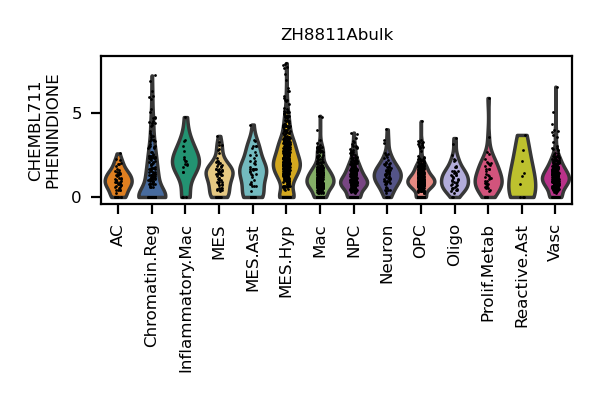 ZH8811Abulk
CHEMBL711
PHENINDIONE
5
0
AC
Chromatin.Reg
Inflammatory.Mac
MES
MES.Ast
MES.Hyp
Mac
NPC
Neuron
OPC
Oligo
Prolif.Metab
Reactive.Ast
Vasc